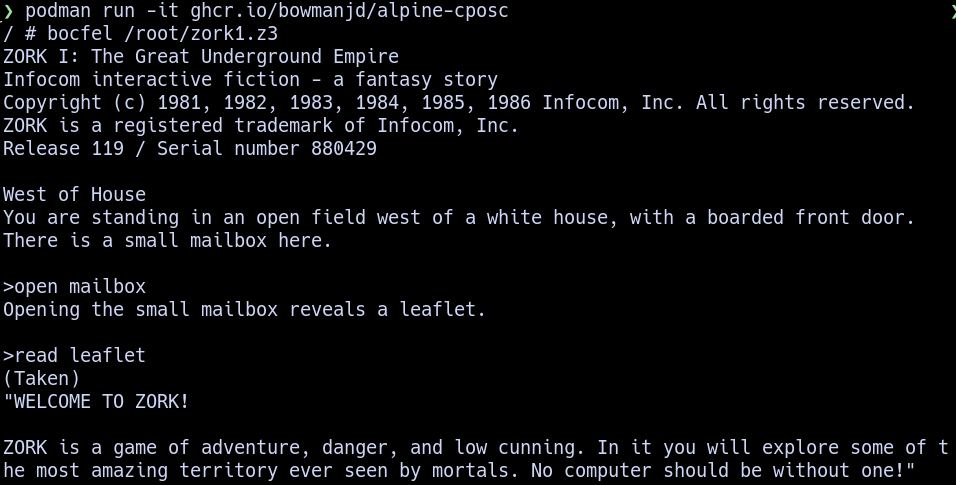 ❯ podman run -it ghcr.io/bowmanjd/alpine-cposc ❯
/ # bocfel /root/zork1.z3
ZORK I: The Great Underground Empire
Infocom interactive fiction - a fantasy story
Copyright (c) 1981, 1982, 1983, 1984, 1985, 1986 Infocom, Inc. All rights reserved.
ZORK is a registered trademark of Infocom, Inc.
Release 119 / Serial number 880429

West of House
You are standing in an open field west of a white house, with a boarded front door.
There is a small mailbox here.

>open mailbox
Opening the small mailbox reveals a leaflet.

>read leaflet
(Taken)
"WELCOME TO ZORK!

ZORK is a game of adventure, danger, and low cunning. In it you will explore some of t
he most amazing territory ever seen by mortals. No computer should be without one!"